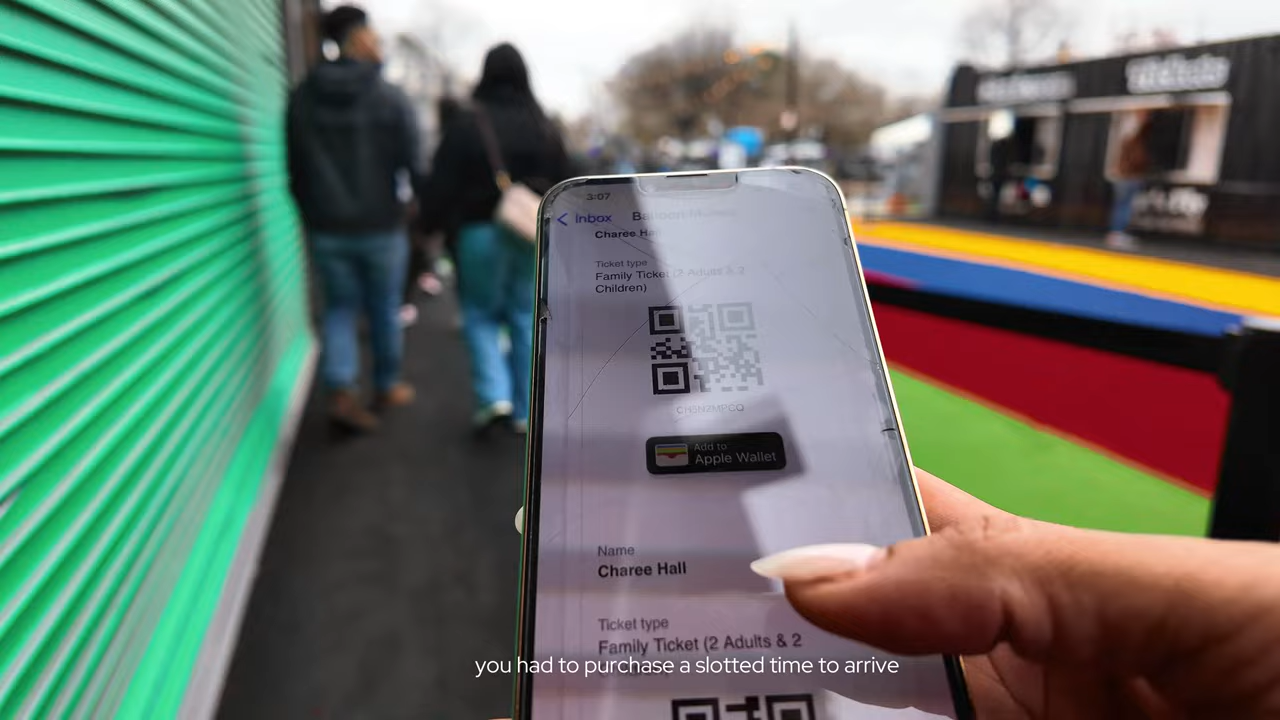 Tickets
3:07
Inbox
Charee Hall
Ticket type
Family Ticket (2 Adults & 2
Children)
Add to
Apple Wallet
Name
Charee Hall
Ticket type
Family Ticket (2 Adults & 2
you had to purchase a slotted time to arrive